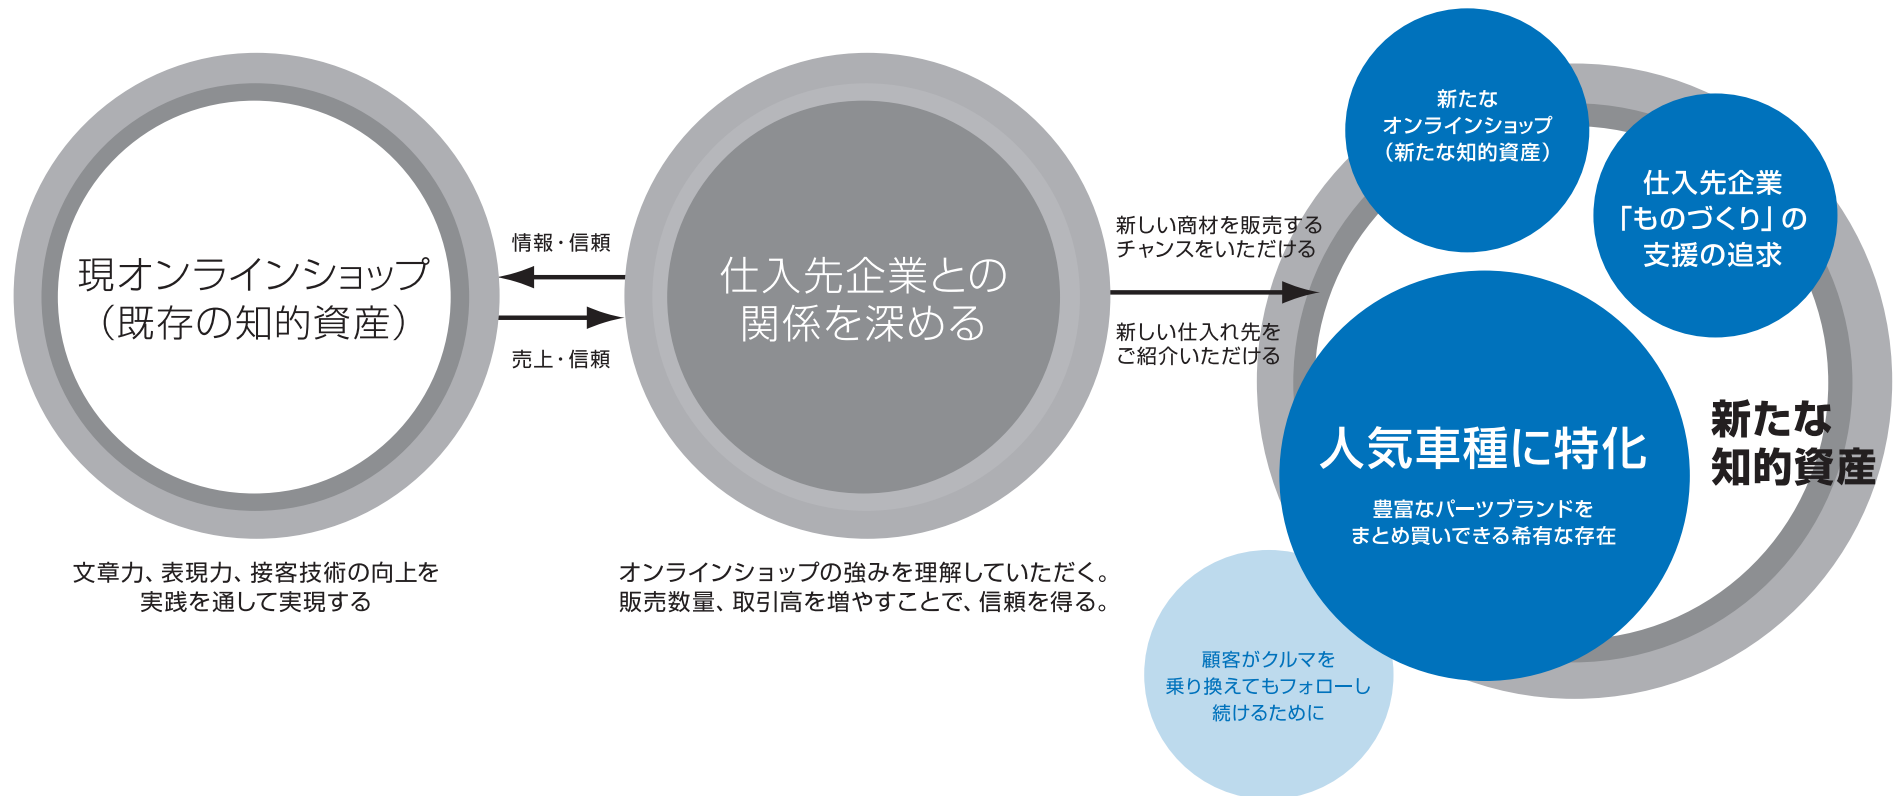 現オンラインショップ
（既存の知的資産）
文章力、表現力、接客技術の向上を
実践を通して実現する
情報・信頼
売上・信頼
仕入先企業との
関係を深める
オンラインショップの強みを理解していただく。
販売数量、取引高を増やすことで、信頼を得る。
新しい商材を販売する
チャンスをいただける
新しい仕入れ先を
ご紹介いただける
新たな
オンラインショップ
（新たな知的資産）
仕入先企業
「ものづくり」の
支援の追求
人気車種に特化
豊富なパーツブランドを
まとめ買いできる希有な存在
新たな
知的資産
顧客がクルマを
乗り換えてもフォローし
続けるために